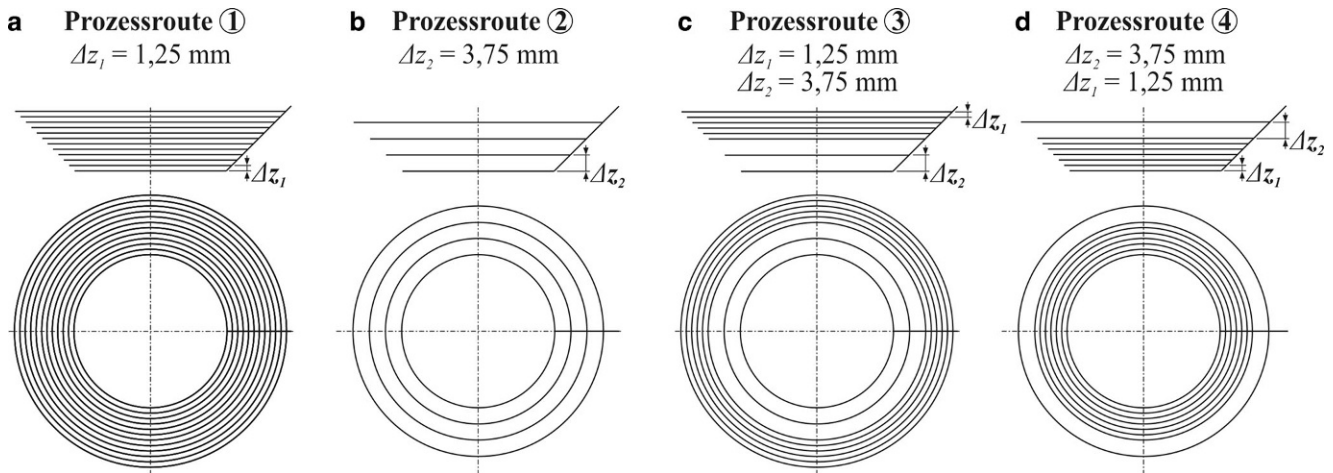 a Prozessroute ①
Δz₁ = 1,25 mm
Δz₁
b Prozessroute ②
Δz₂ = 3,75 mm
Δz₂
c Prozessroute ③
Δz₁ = 1,25 mm
Δz₂ = 3,75 mm
Δz₁
Δz₂
d Prozessroute ④
Δz₂ = 3,75 mm
Δz₁ = 1,25 mm
Δz₂
Δz₁